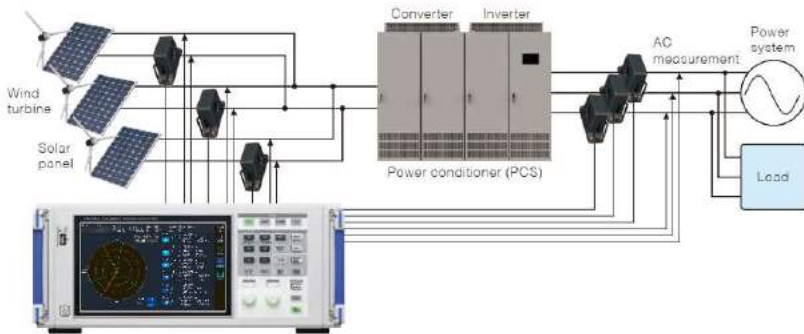 Converter
Inverter
AC
measurement
Power
system
Wind
turbine
Solar
panel
Power conditioner (PCS)
Load